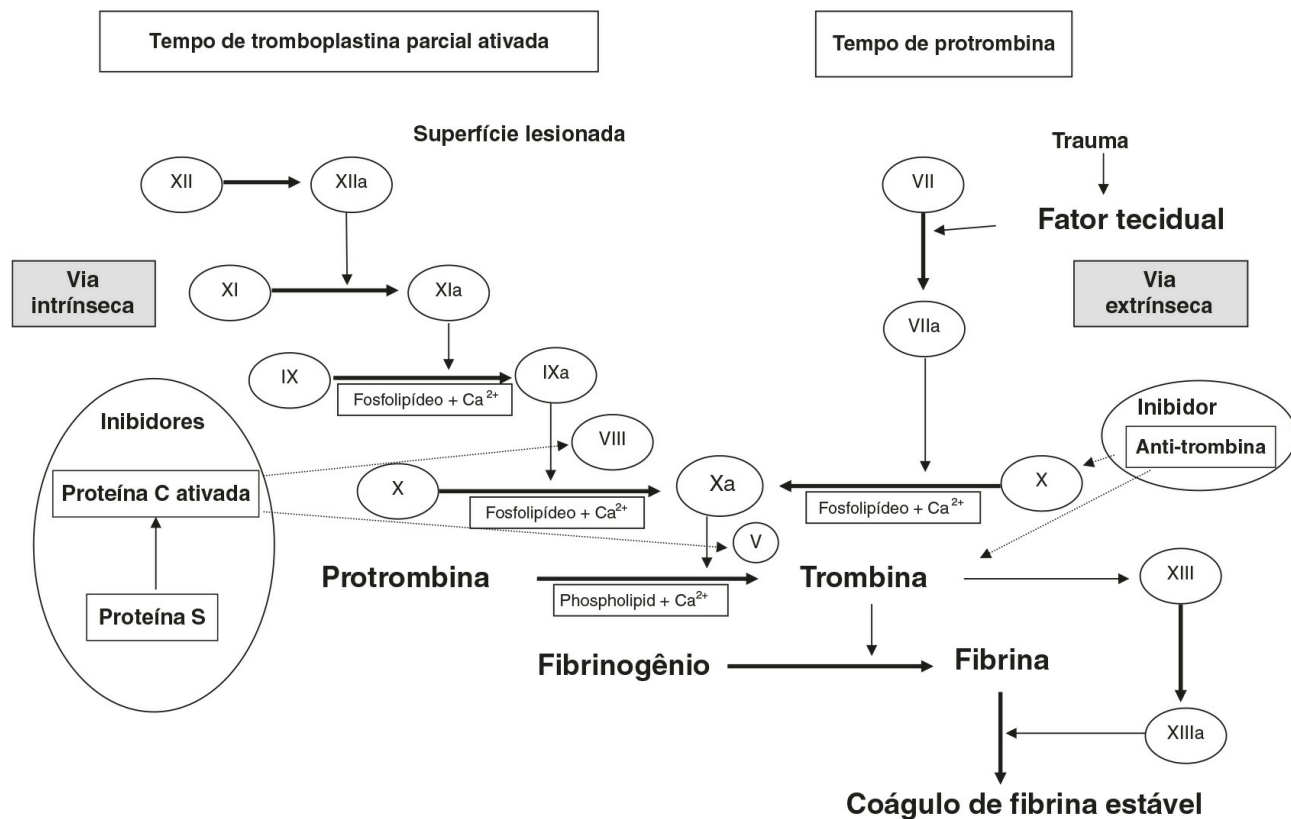 Tempo de tromboplastina parcial ativada
Tempo de protrombina
Superfície lesionada
Trauma
XII
XIIa
VII
Fator tecidual
Via
intrínseca
XI
XIa
Via
extrínseca
VIIa
IX
IXa
Fosfolipídeo + Ca2+
Inibidores
VIII
Inibidor
Anti-trombina
Proteína C ativada
X
Xa
X
Fosfolipídeo + Ca2+
Fosfolipídeo + Ca2+
V
Protrombina
Trombina
XIII
Phospholipid + Ca2+
Proteína S
Fibrinogênio
Fibrina
XIIIa
Coágulo de fibrina estável